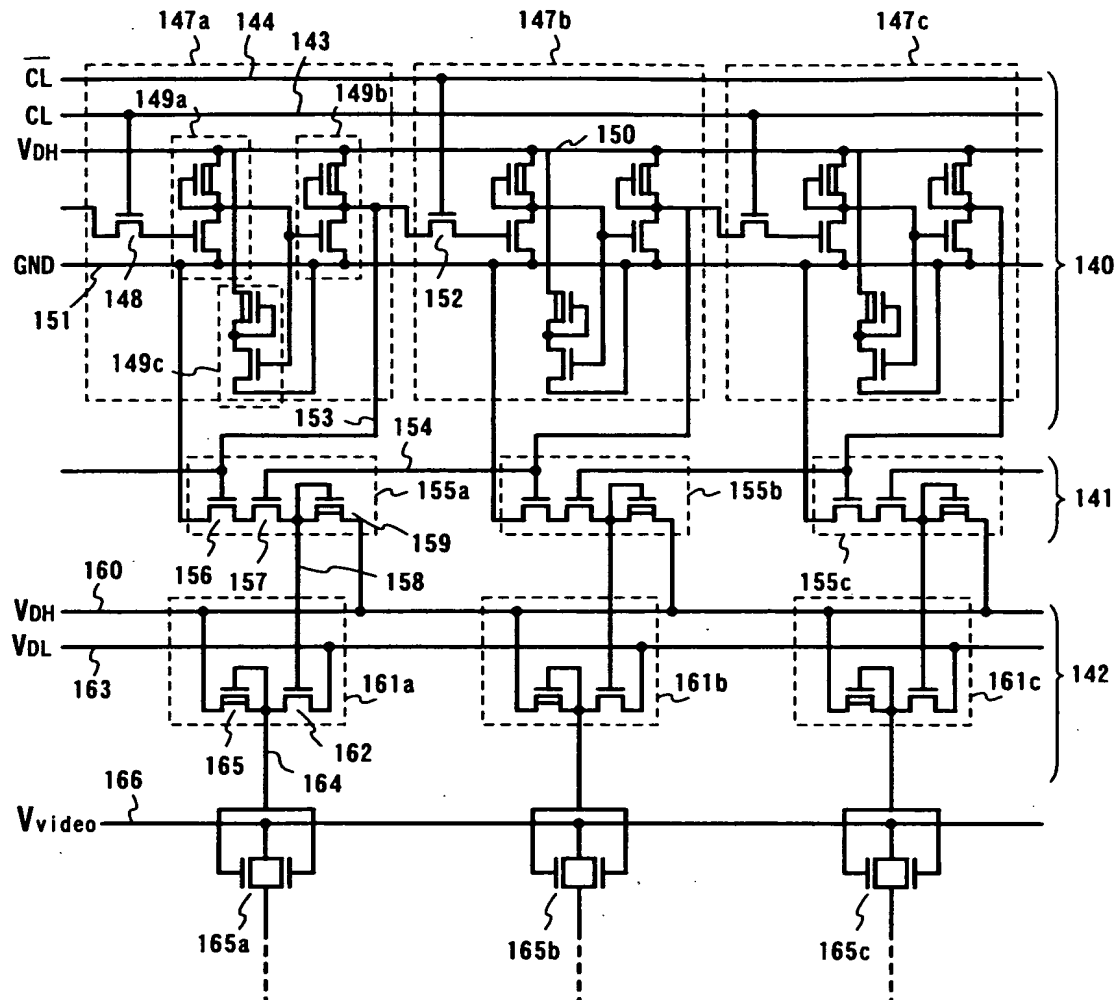 147a 147b 147c
144 143
C̅L̅
CL
149a 149b
VDH
150
GND
148 152 140
151
149c
153
154
155a 155b 141
159
156
157 158 155c
160
VDH
VDL
163 161a 161b 161c 142
165 162
164
166
Vvideo
165a 165b 165c